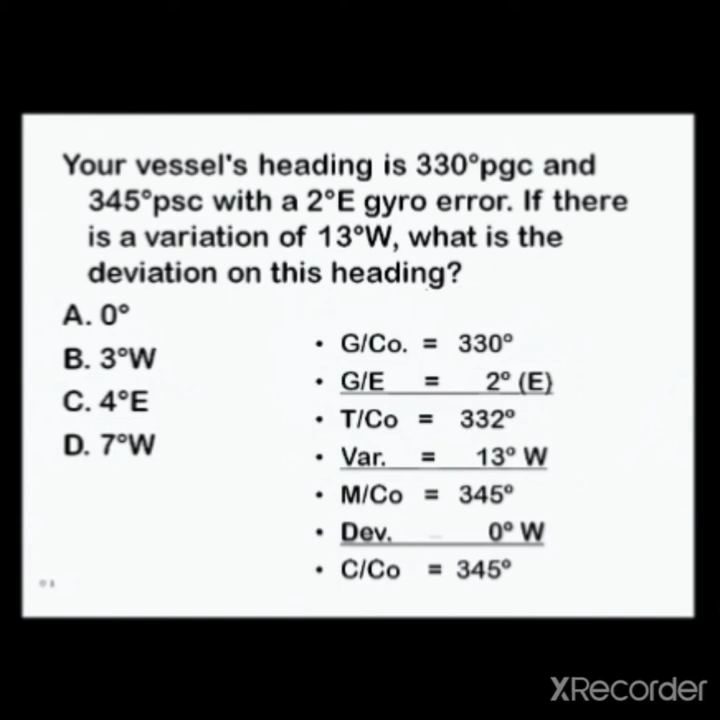 Your vessel's heading is 330°pgc and
345°psc with a 2°E gyro error. If there
is a variation of 13°W, what is the
deviation on this heading?
A. 0°
B. 3°W
C. 4°E
D. 7°W
• G/Co. = 330°
• G/E = 2° (E)
• T/Co = 332°
• Var. = 13° W
• M/Co = 345°
• Dev. 0° W
• C/Co = 345°
XRecorder